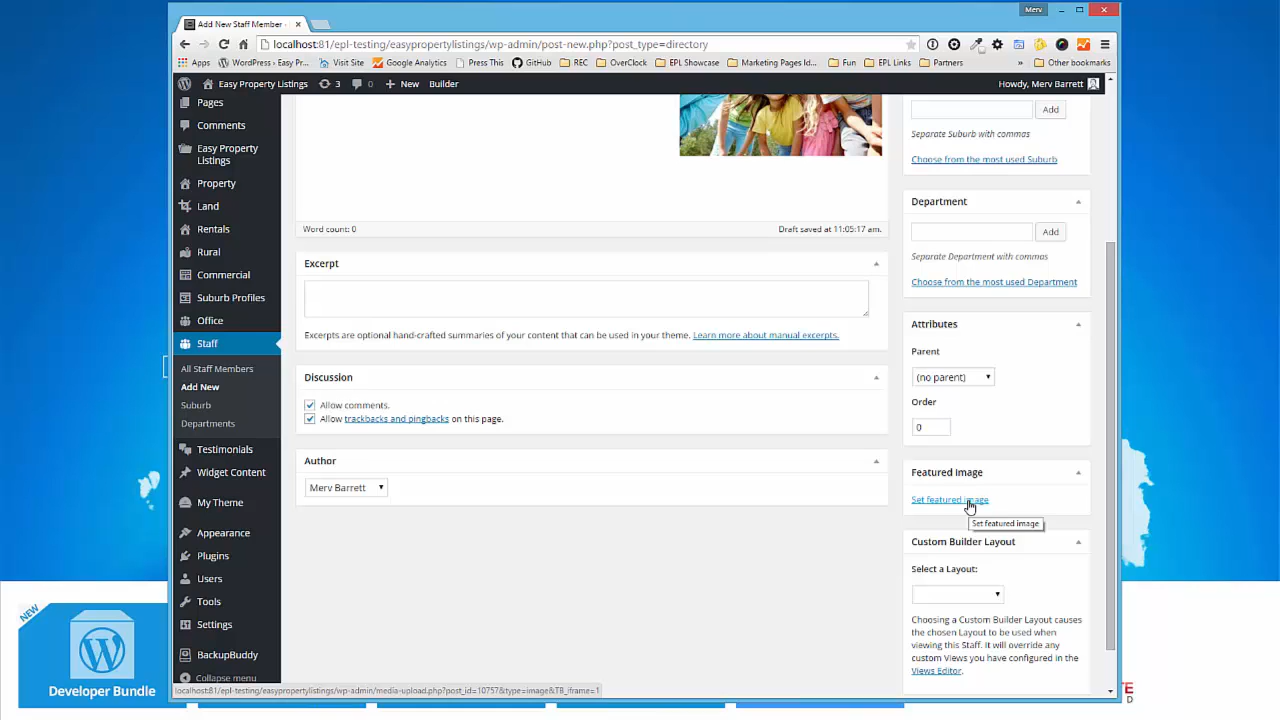 Merv
Add New Staff Member ‹
localhost:81/epl-testing/easypropertylistings/wp-admin/post-new.php?post_type=directory
Apps
WordPress › Easy Pr...
Visit Site
Google Analytics
Press This
GitHub
REC
OverClock
EPL Showcase
Marketing Pages Id...
Fun
EPL Links
Partners
»
Other bookmarks
Easy Property Listings
3
0
+ New
Builder
Howdy, Merv Barrett
Pages
Comments
Easy Property
Listings
Property
Land
Rentals
Rural
Commercial
Suburb Profiles
Office
Staff
All Staff Members
Add New
Suburb
Departments
Testimonials
Widget Content
My Theme
Appearance
Plugins
Users
Tools
Settings
BackupBuddy
Collapse menu
Word count: 0
Draft saved at 11:05:17 am.
Excerpt
Excerpts are optional hand-crafted summaries of your content that can be used in your theme. Learn more about manual excerpts.
Discussion
Allow comments.
Allow trackbacks and pingbacks on this page.
Author
Merv Barrett
Add
Separate Suburb with commas
Choose from the most used Suburb
Department
Add
Separate Department with commas
Choose from the most used Department
Attributes
Parent
(no parent)
Order
0
Featured Image
Set featured image
Set featured image
Custom Builder Layout
Select a Layout:
Choosing a Custom Builder Layout causes
the chosen Layout to be used when
viewing this Staff. It will override any
custom Views you have configured in the
Views Editor.
localhost:81/epl-testing/easypropertylistings/wp-admin/media-upload.php?post_id=10757&type=image&TB_iframe=1
NEW
Developer Bundle